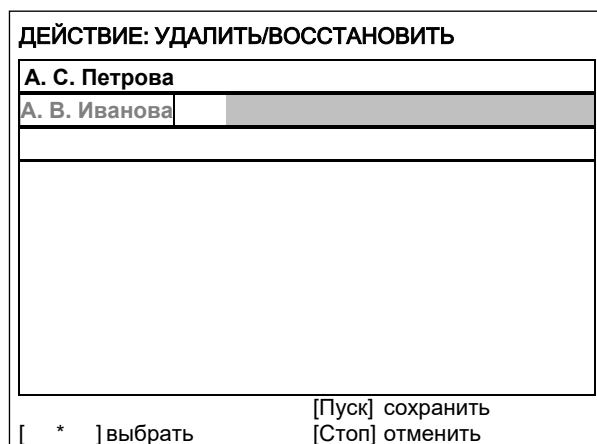 ДЕЙСТВИЕ: УДАЛИТЬ/ВОССТАНОВИТЬ
А. С. Петрова
А. В. Иванова
[Пуск] сохранить
[ * ] выбрать [Стоп] отменить